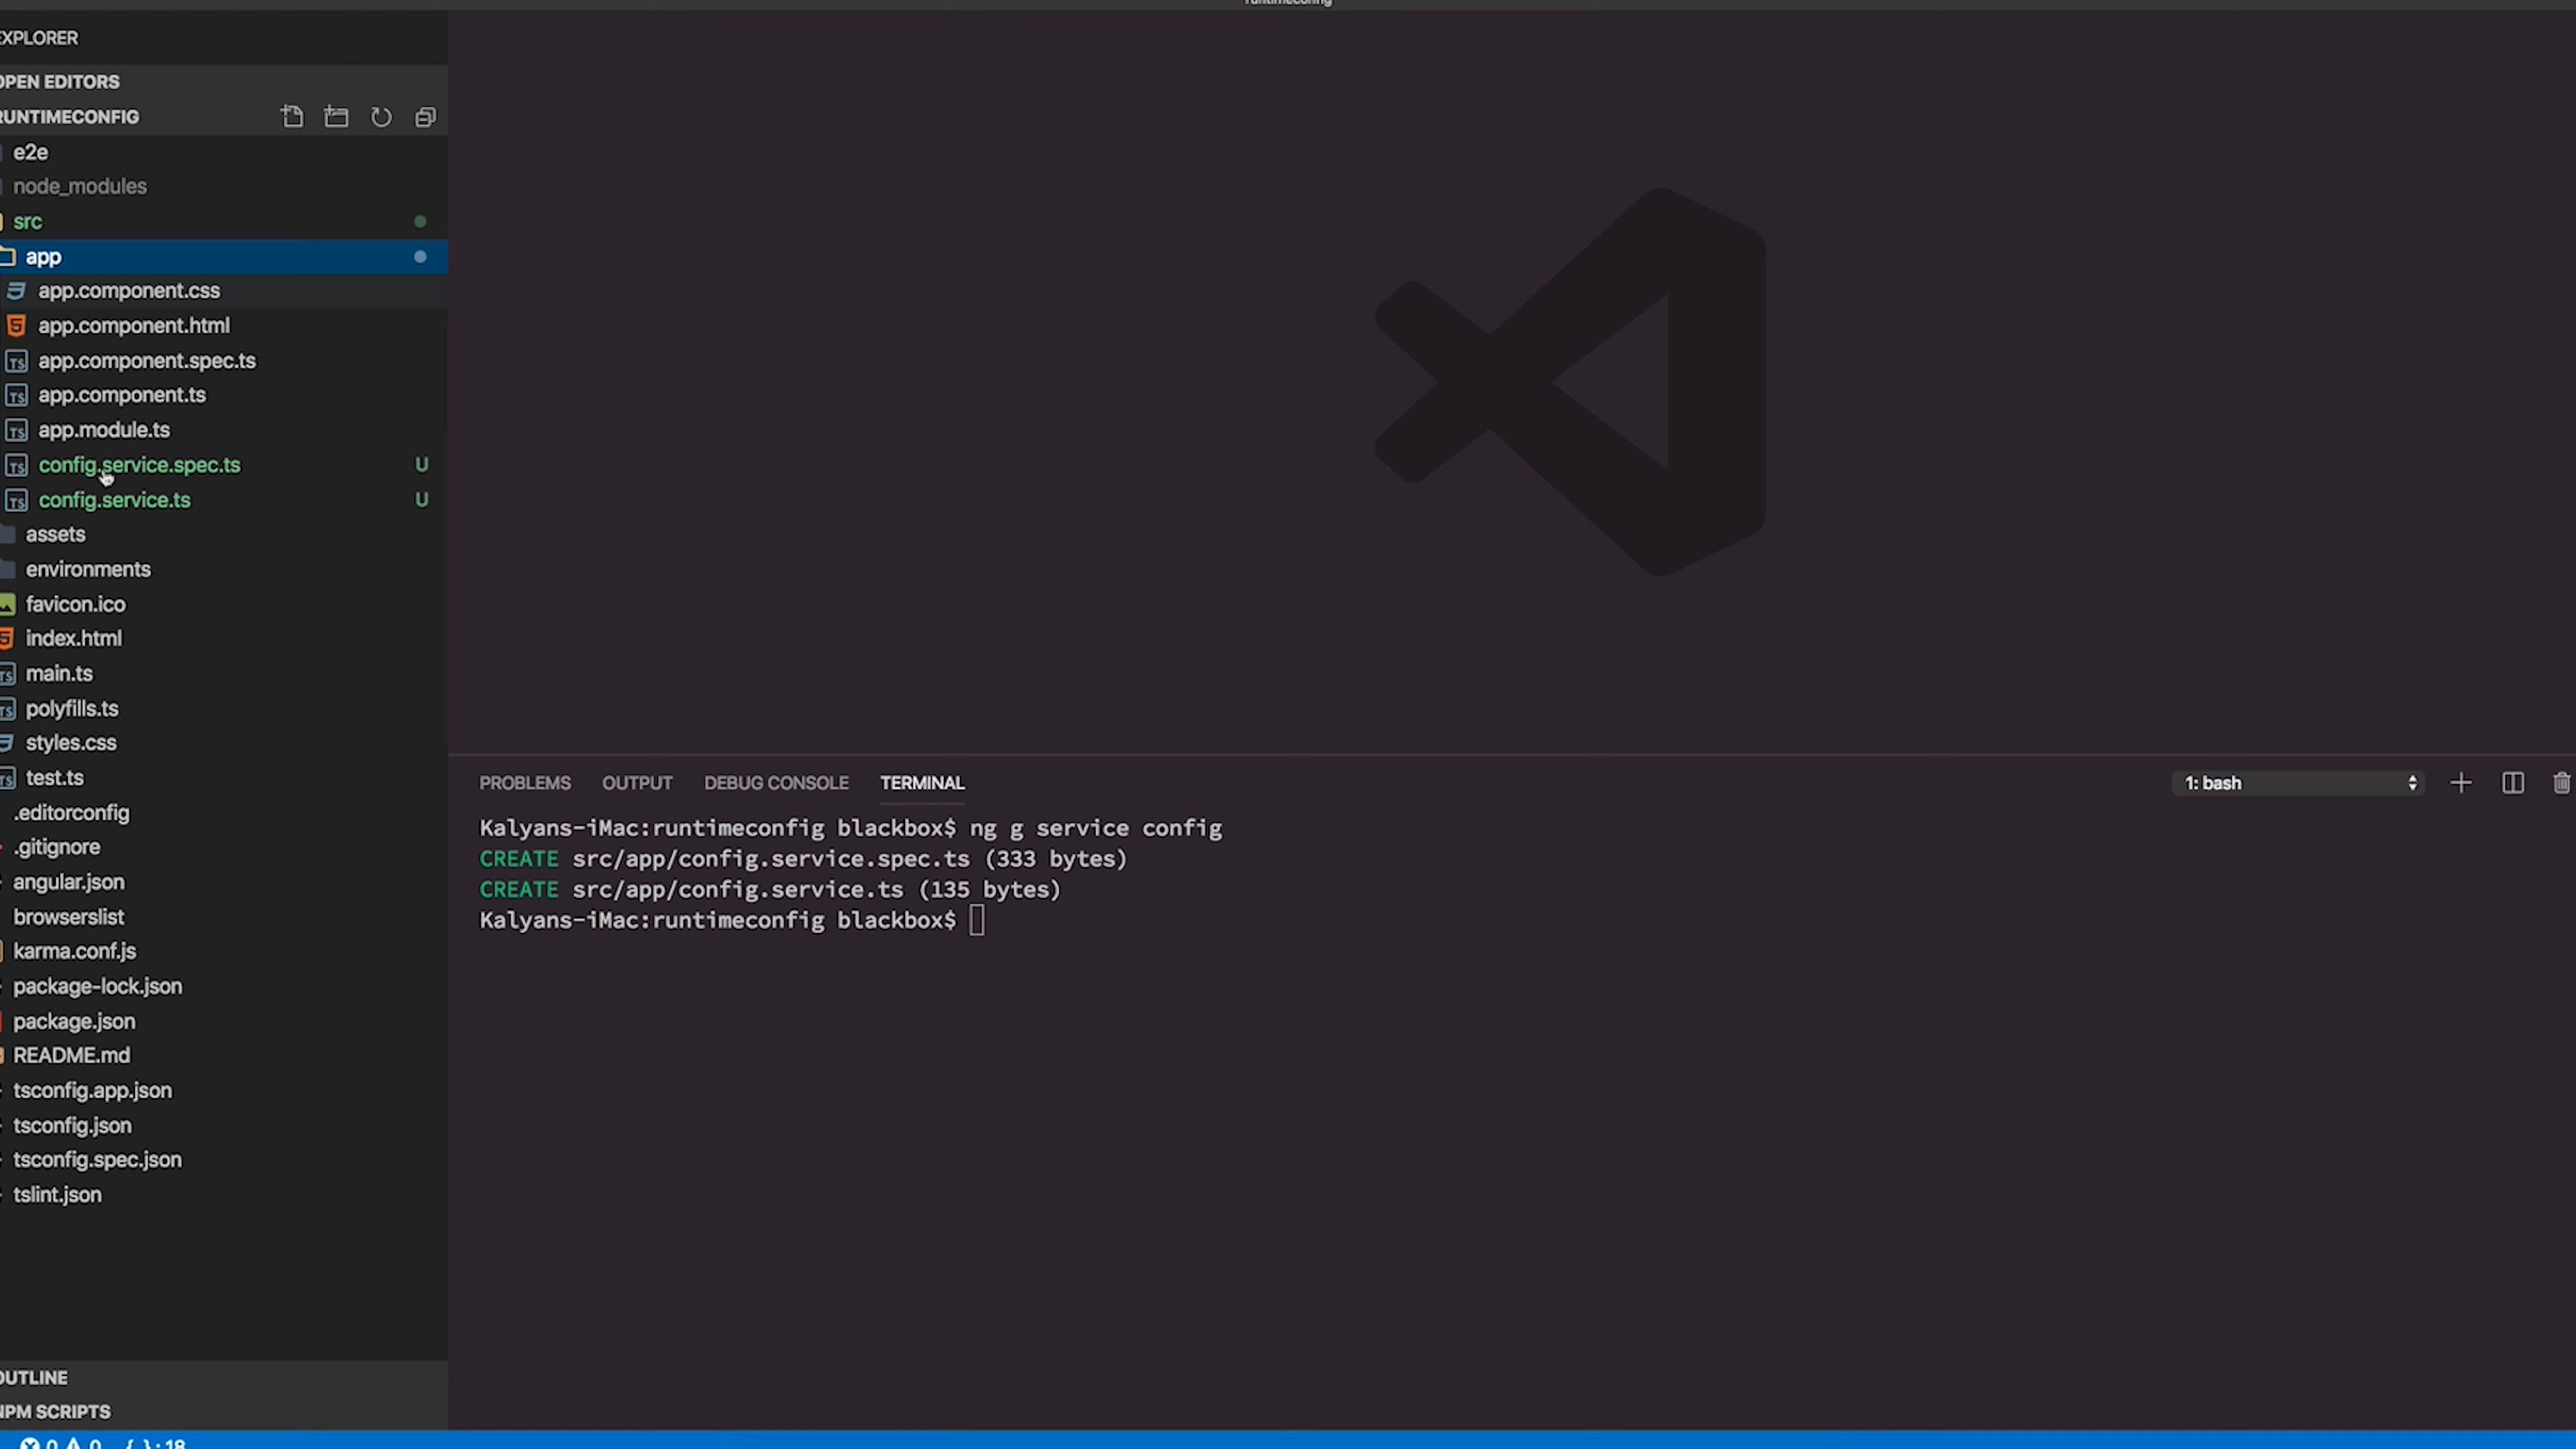 EXPLORER
OPEN EDITORS
RUNTIMECONFIG
e2e
node_modules
src
app
app.component.css
app.component.html
app.component.spec.ts
app.component.ts
app.module.ts
config.service.spec.ts U
config.service.ts U
assets
environments
favicon.ico
index.html
main.ts
polyfills.ts
styles.css
test.ts
.editorconfig
.gitignore
angular.json
browserslist
karma.conf.js
package-lock.json
package.json
README.md
tsconfig.app.json
tsconfig.json
tsconfig.spec.json
tslint.json
OUTLINE
NPM SCRIPTS
PROBLEMS OUTPUT DEBUG CONSOLE TERMINAL 1: bash
Kalyans-iMac:runtimeconfig blackbox$ ng g service config
CREATE src/app/config.service.spec.ts (333 bytes)
CREATE src/app/config.service.ts (135 bytes)
Kalyans-iMac:runtimeconfig blackbox$